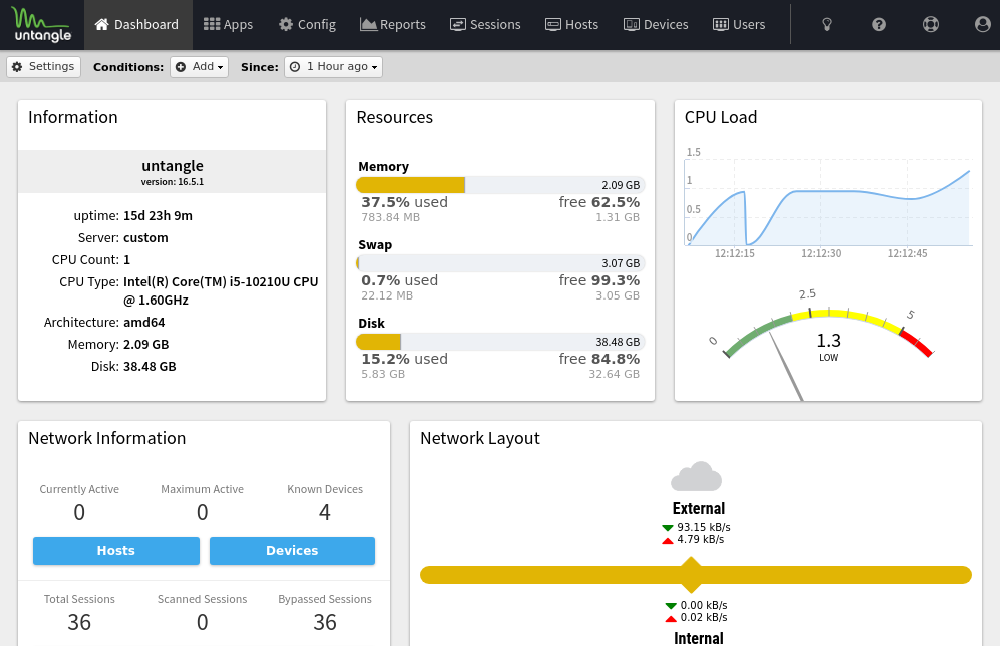 untangle
Dashboard
Apps
Config
Reports
Sessions
Hosts
Devices
Users
Settings
Conditions:
Add
Since:
1 Hour ago
Information
untangle
version: 16.5.1
uptime: 15d 23h 9m
Server: custom
CPU Count: 1
CPU Type: Intel(R) Core(TM) i5-10210U CPU
@ 1.60GHz
Architecture: amd64
Memory: 2.09 GB
Disk: 38.48 GB
Resources
Memory
2.09 GB
37.5% used free 62.5%
783.84 MB 1.31 GB
Swap
3.07 GB
0.7% used free 99.3%
22.12 MB 3.05 GB
Disk
38.48 GB
15.2% used free 84.8%
5.83 GB 32.64 GB
CPU Load
1.5
1
0.5
0
12:12:15 12:12:30 12:12:45
0 2.5 5
1.3
LOW
Network Information
Currently Active Maximum Active Known Devices
0 0 4
Hosts Devices
Total Sessions Scanned Sessions Bypassed Sessions
36 0 36
Network Layout
External
93.15 kB/s
4.79 kB/s
0.00 kB/s
0.02 kB/s
Internal